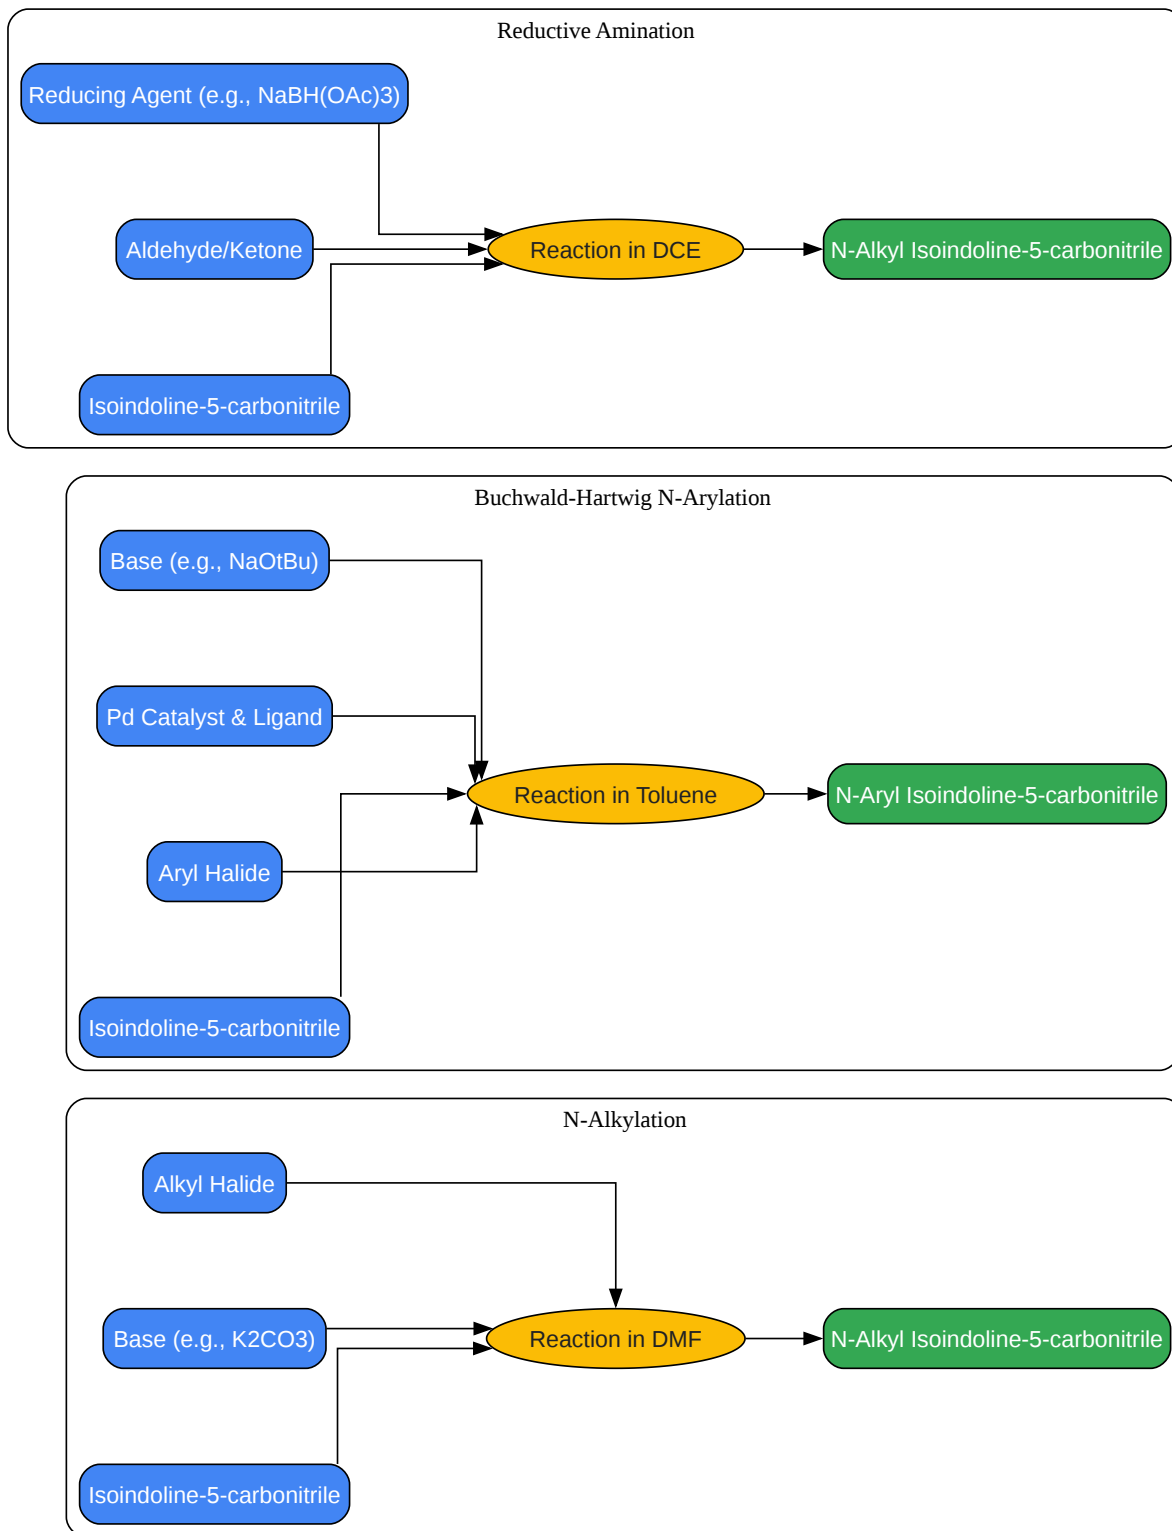 Reductive Amination
Reducing Agent (e.g., NaBH(OAc)3)
Aldehyde/Ketone
Reaction in DCE
N-Alkyl Isoindoline-5-carbonitrile
Isoindoline-5-carbonitrile
Buchwald-Hartwig N-Arylation
Base (e.g., NaOtBu)
Pd Catalyst & Ligand
Reaction in Toluene
N-Aryl Isoindoline-5-carbonitrile
Aryl Halide
Isoindoline-5-carbonitrile
N-Alkylation
Alkyl Halide
Base (e.g., K2CO3)
Reaction in DMF
N-Alkyl Isoindoline-5-carbonitrile
Isoindoline-5-carbonitrile